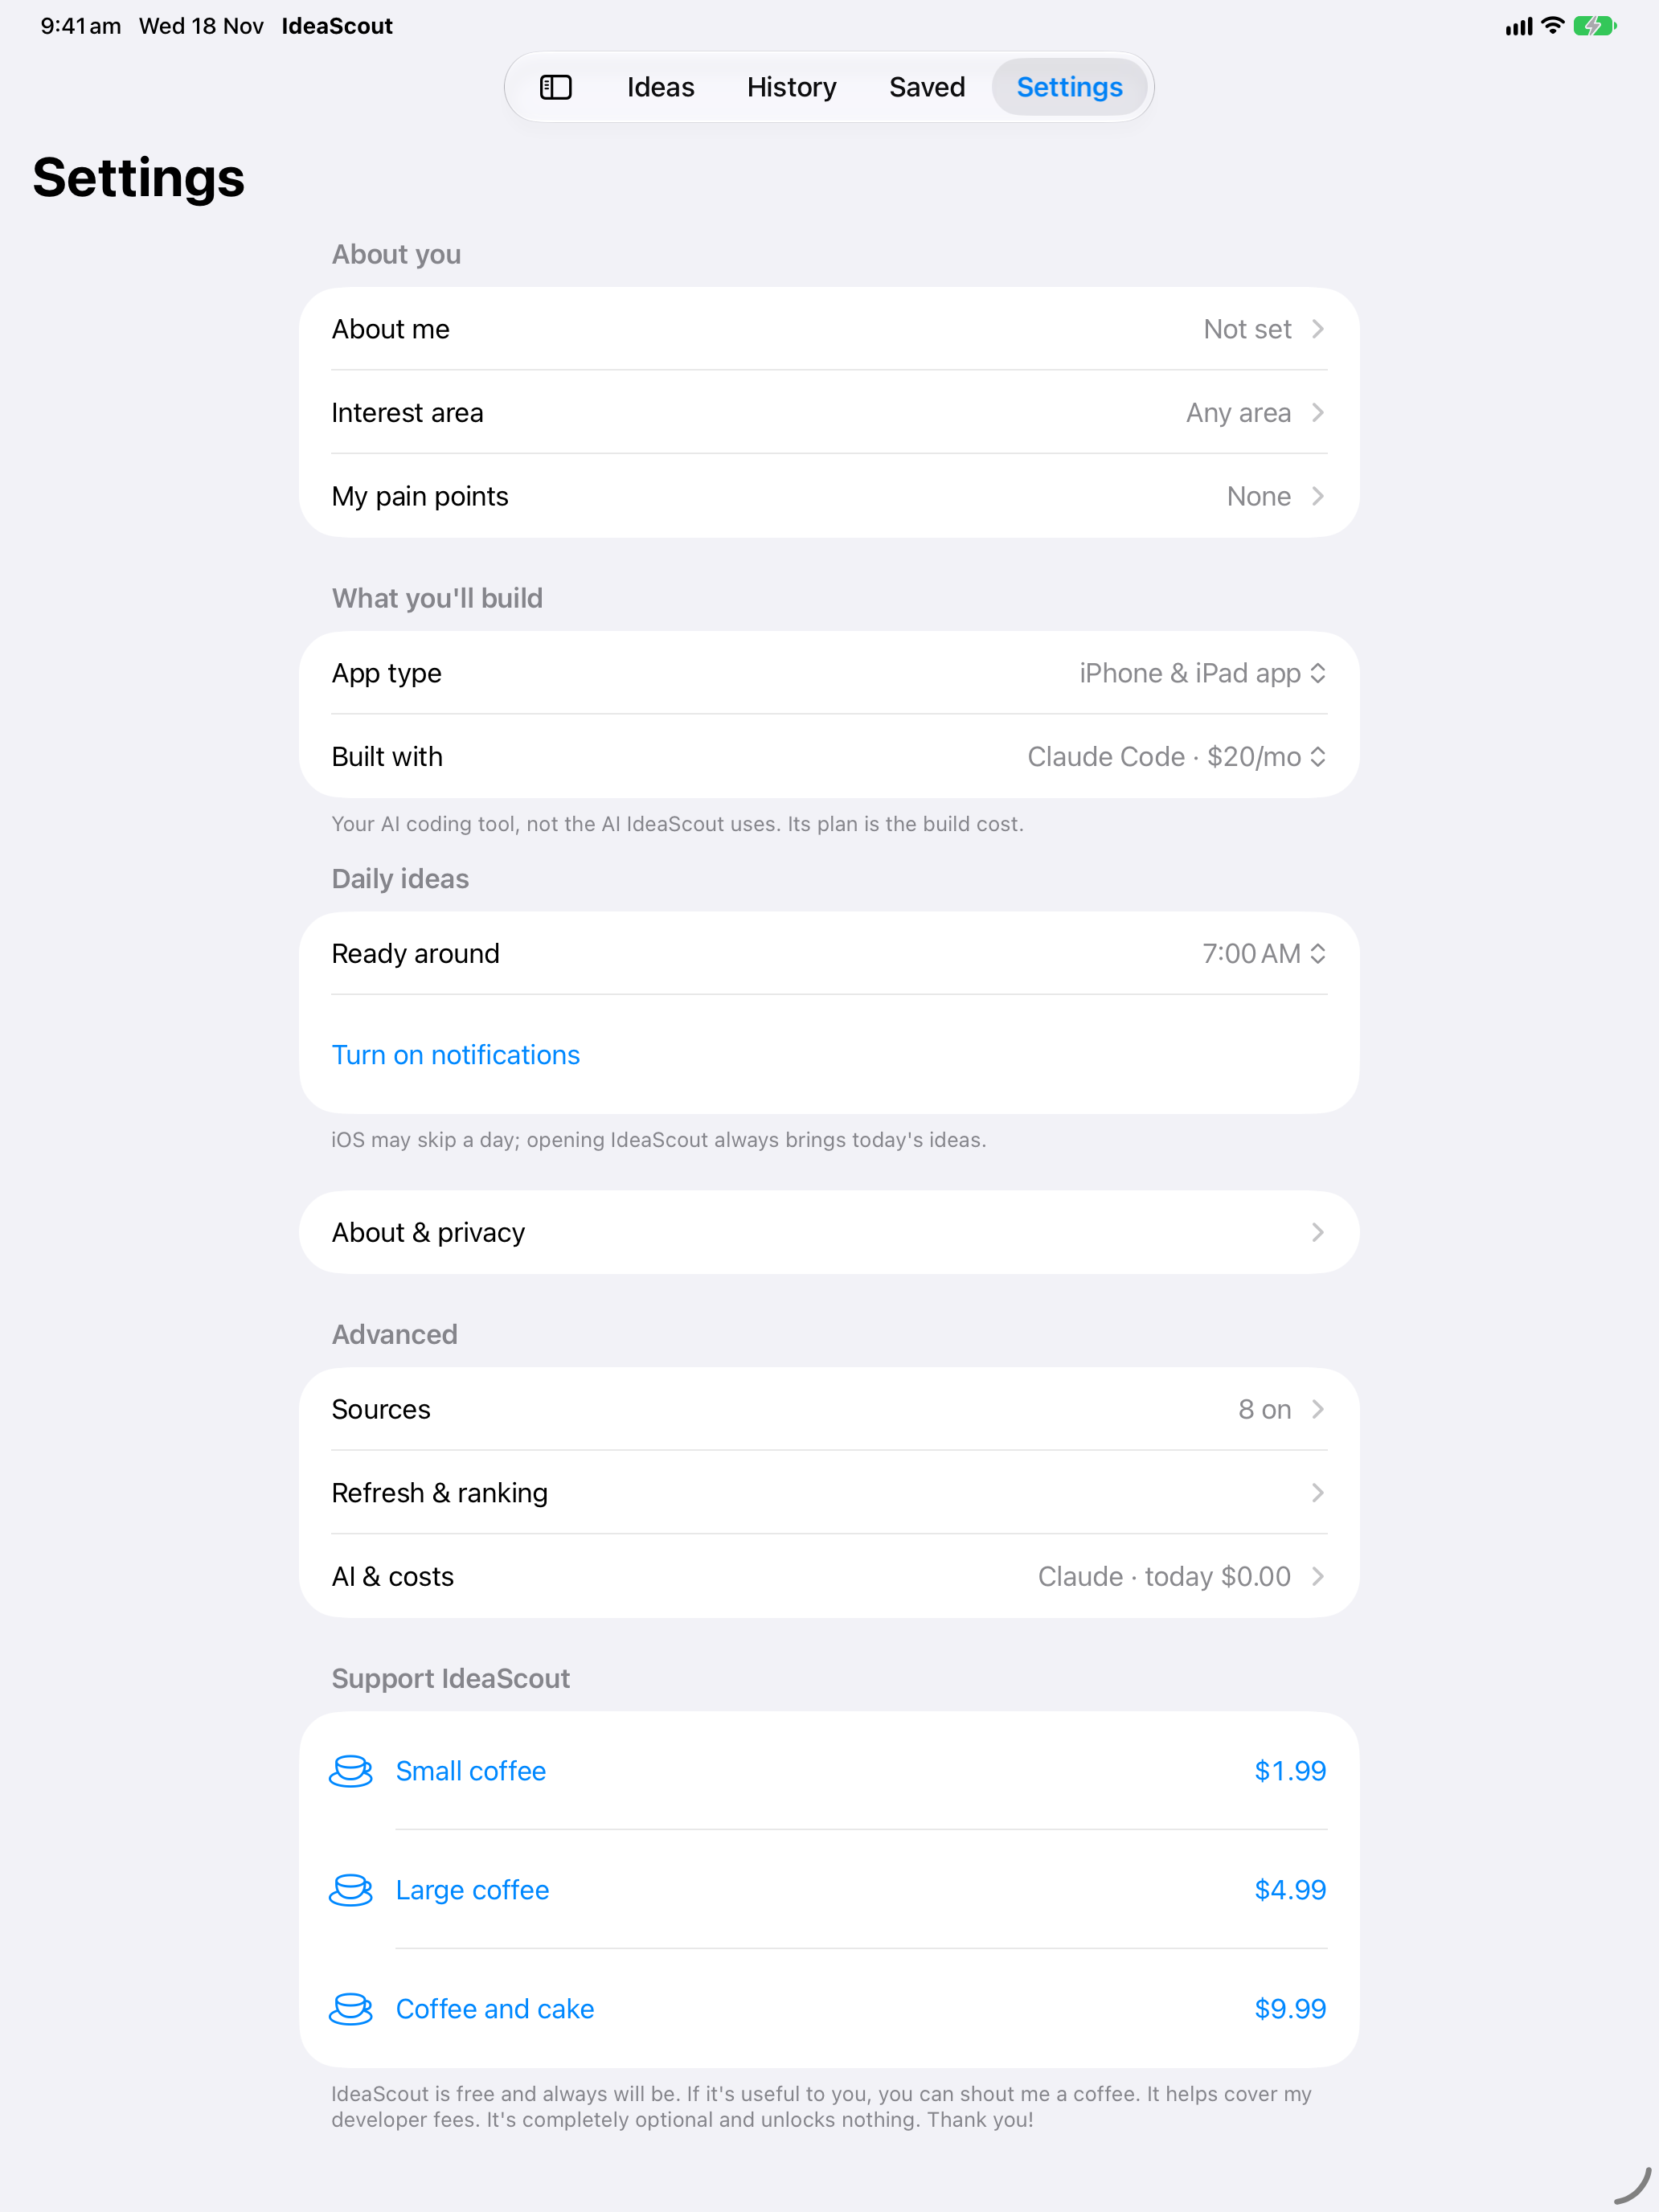 9:41 am Wed 18 Nov IdeaScout
Ideas History Saved Settings
Settings
About you
About me Not set
Interest area Any area
My pain points None
What you'll build
App type iPhone & iPad app
Built with Claude Code · $20/mo
Your AI coding tool, not the AI IdeaScout uses. Its plan is the build cost.
Daily ideas
Ready around 7:00 AM
Turn on notifications
iOS may skip a day; opening IdeaScout always brings today's ideas.
About & privacy
Advanced
Sources 8 on
Refresh & ranking
AI & costs Claude · today $0.00
Support IdeaScout
Small coffee $1.99
Large coffee $4.99
Coffee and cake $9.99
IdeaScout is free and always will be. If it's useful to you, you can shout me a coffee. It helps cover my
developer fees. It's completely optional and unlocks nothing. Thank you!